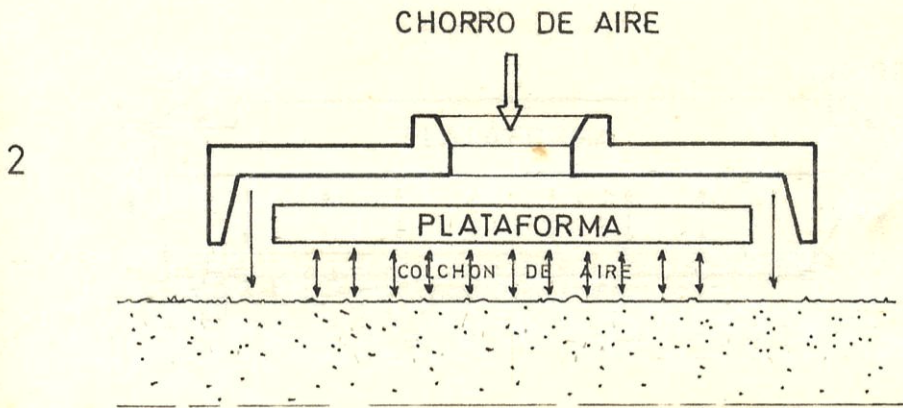 CHORRO DE AIRE
2
PLATAFORMA
COLCHON DE AIRE